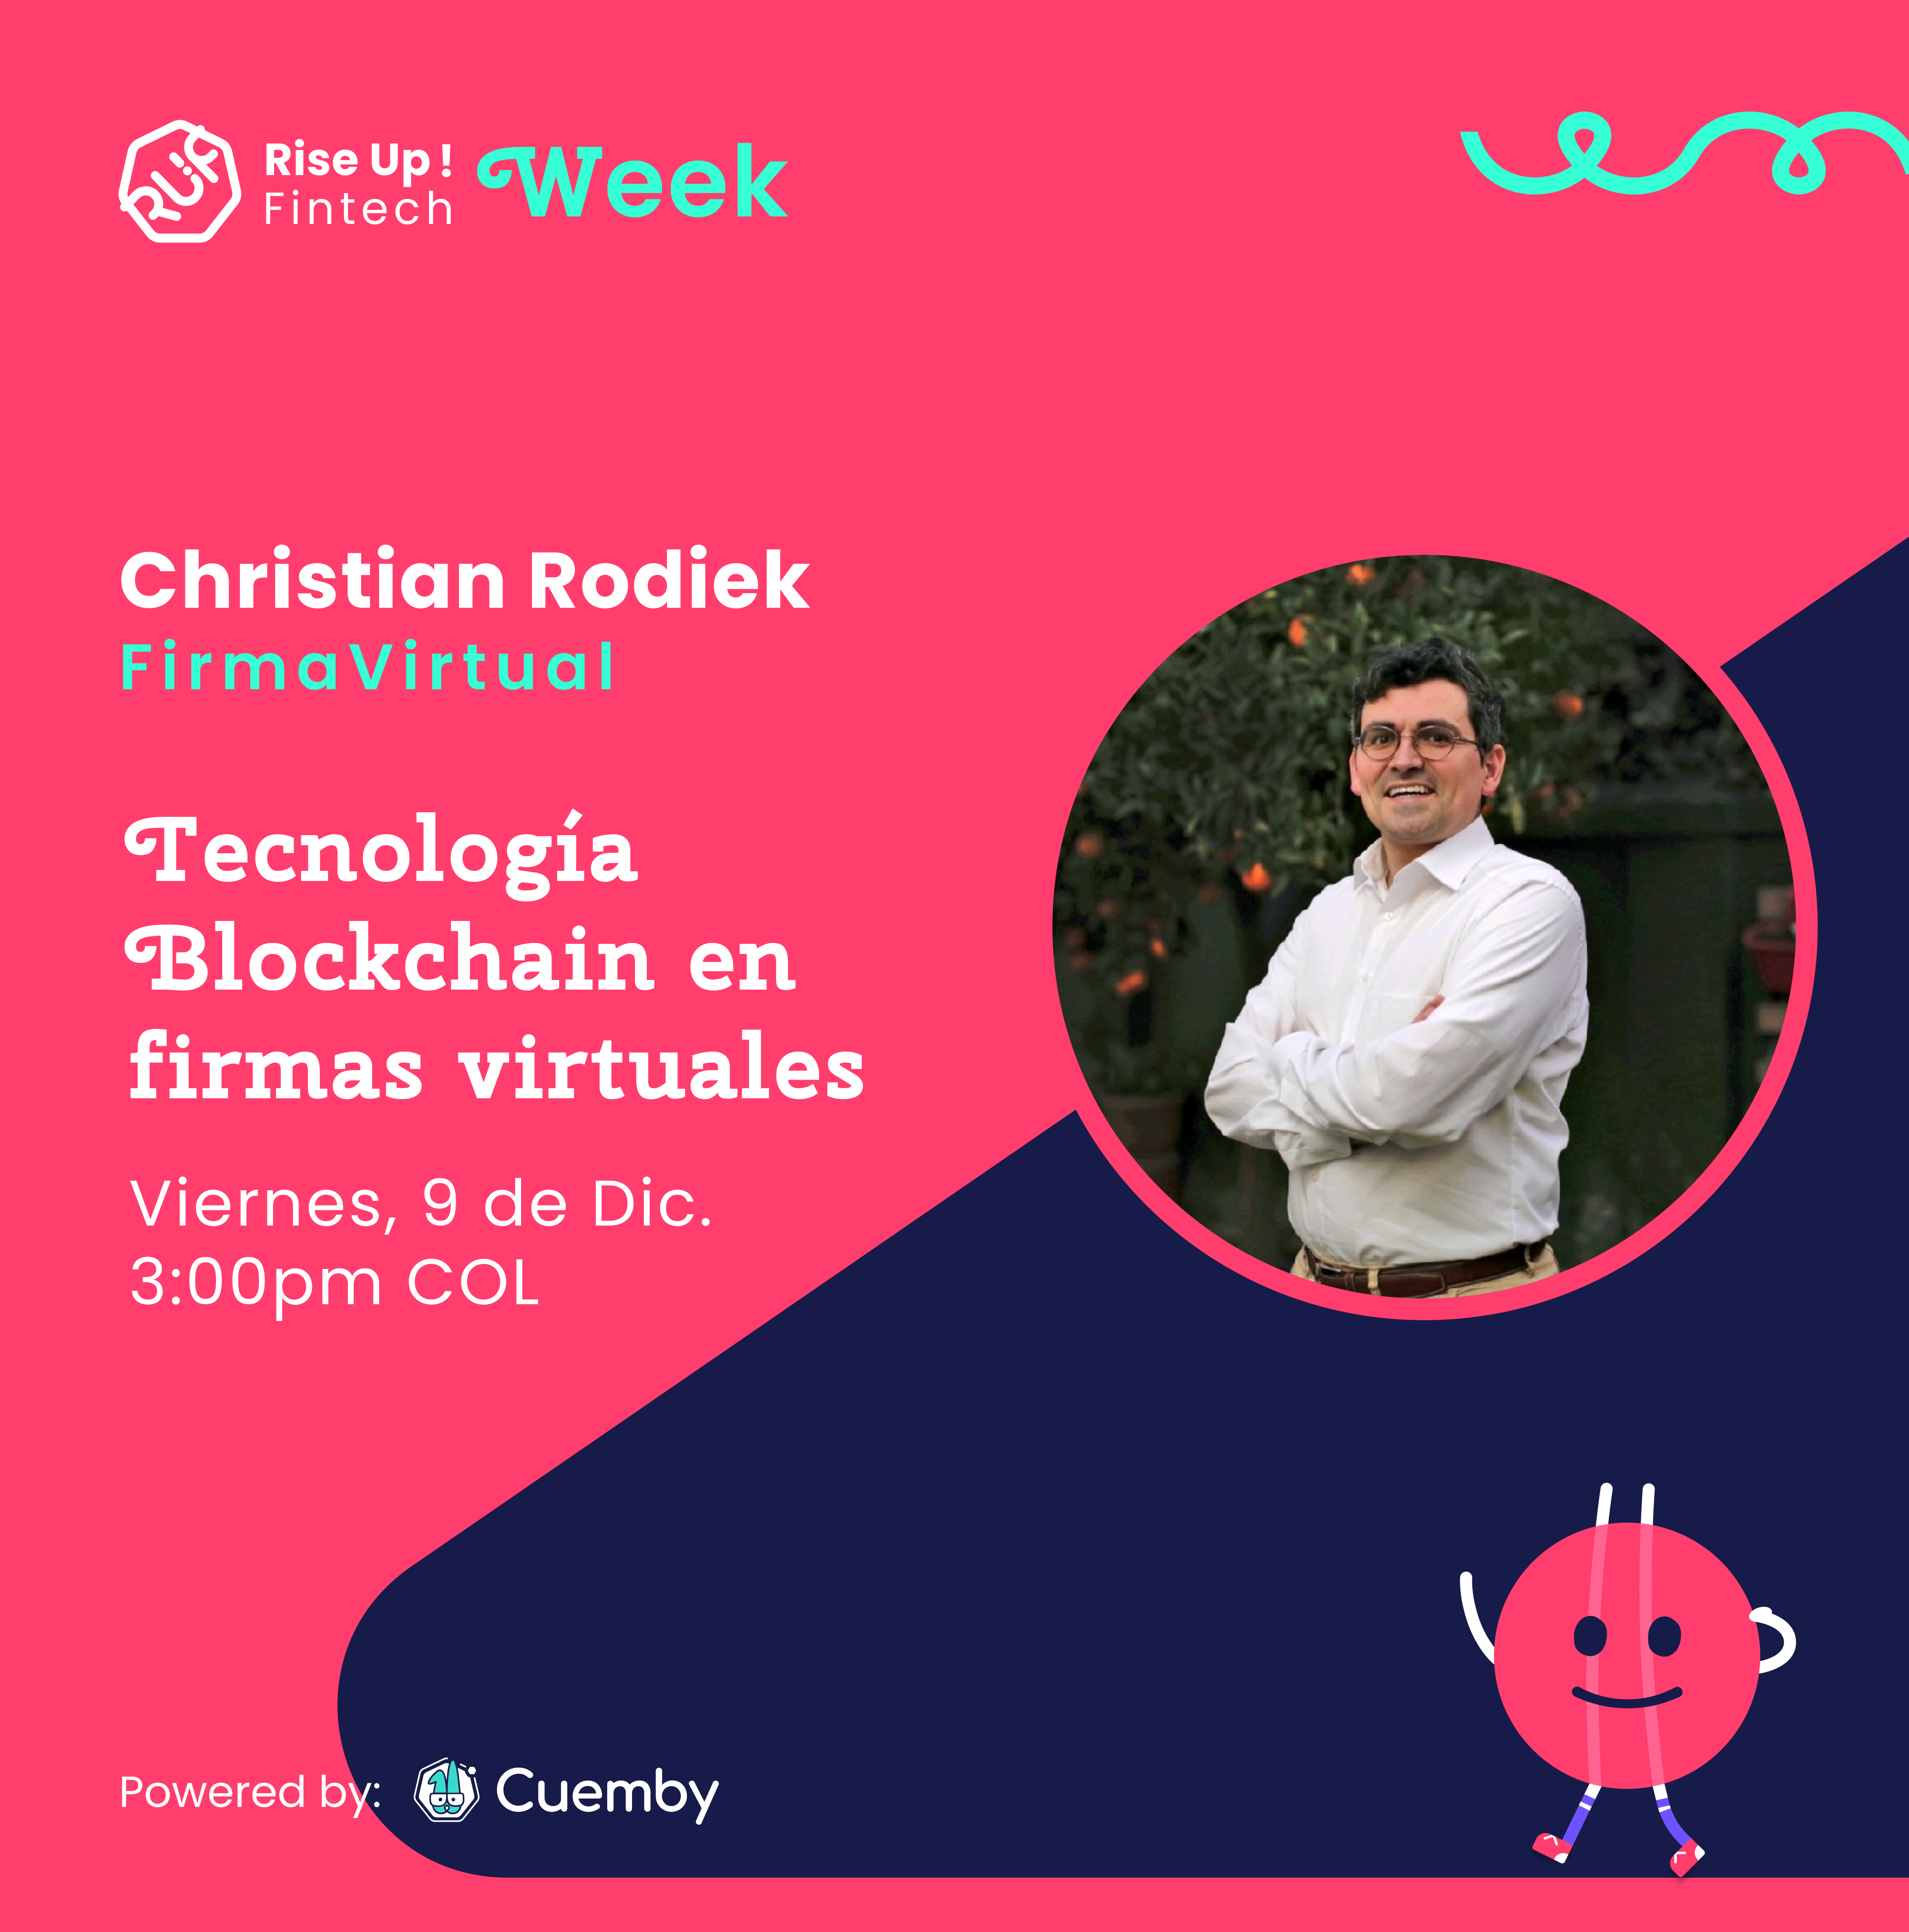 RUF
Rise Up!
Fintech
Week
Christian Rodiek
FirmaVirtual
Tecnología
Blockchain en
firmas virtuales
Viernes, 9 de Dic.
3:00pm COL
Powered by:
Cuemby